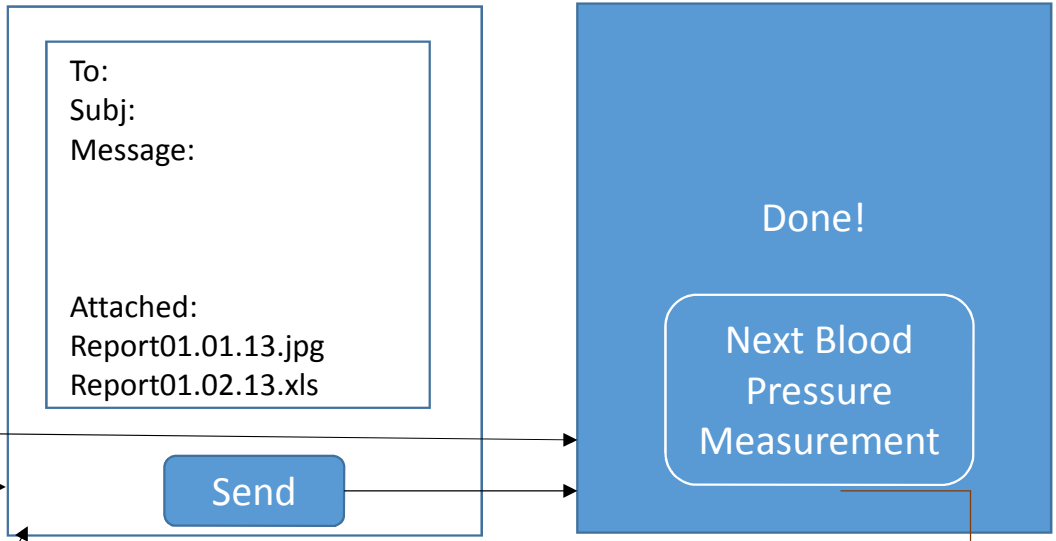 To:
Subj:
Message:
Attached:
Report01.01.13.jpg
Report01.02.13.xls
Send
Done!
Next Blood
Pressure
Measurement